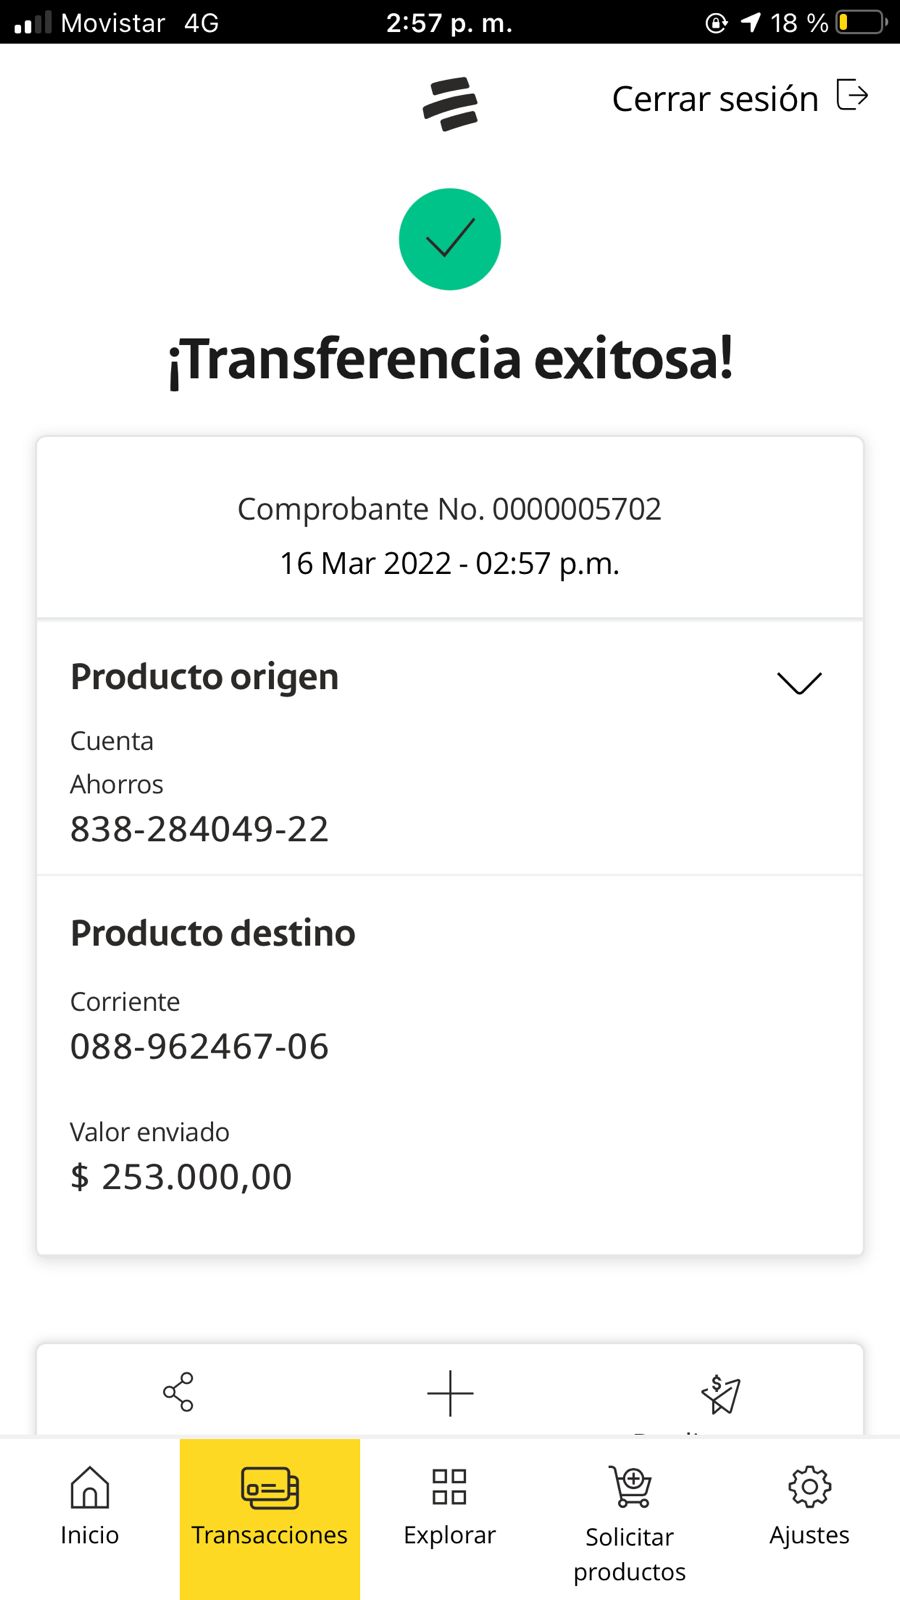 Movistar 4G 2:57 p. m. 18 %
Cerrar sesión
¡Transferencia exitosa!
Comprobante No. 0000005702
16 Mar 2022 - 02:57 p.m.
Producto origen
Cuenta
Ahorros
838-284049-22
Producto destino
Corriente
088-962467-06
Valor enviado
$ 253.000,00
Inicio
Transacciones
Explorar
Solicitar
productos
Ajustes